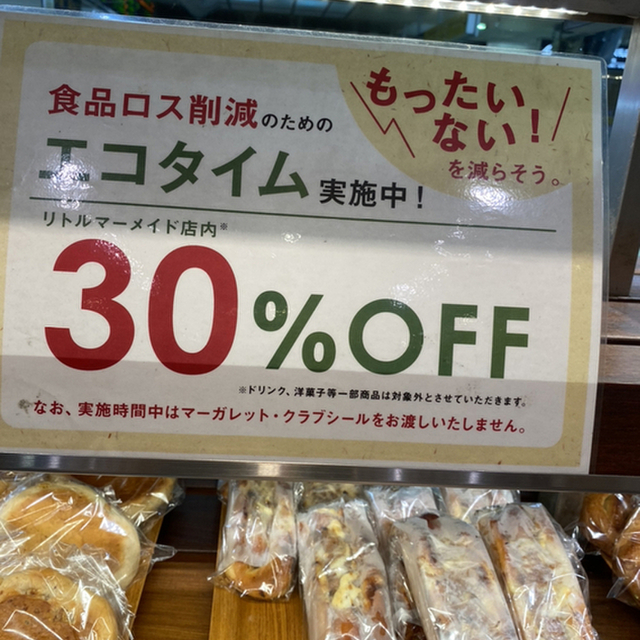 もったい
ない!
を減らそう。
食品ロス削減のための
エコタイム実施中!
リトルマーメイド店内※
30%OFF
※ドリンク、洋菓子等一部商品は対象外とさせていただきます。
なお、実施時間中はマーガレット・クラブシールをお渡しいたしません。